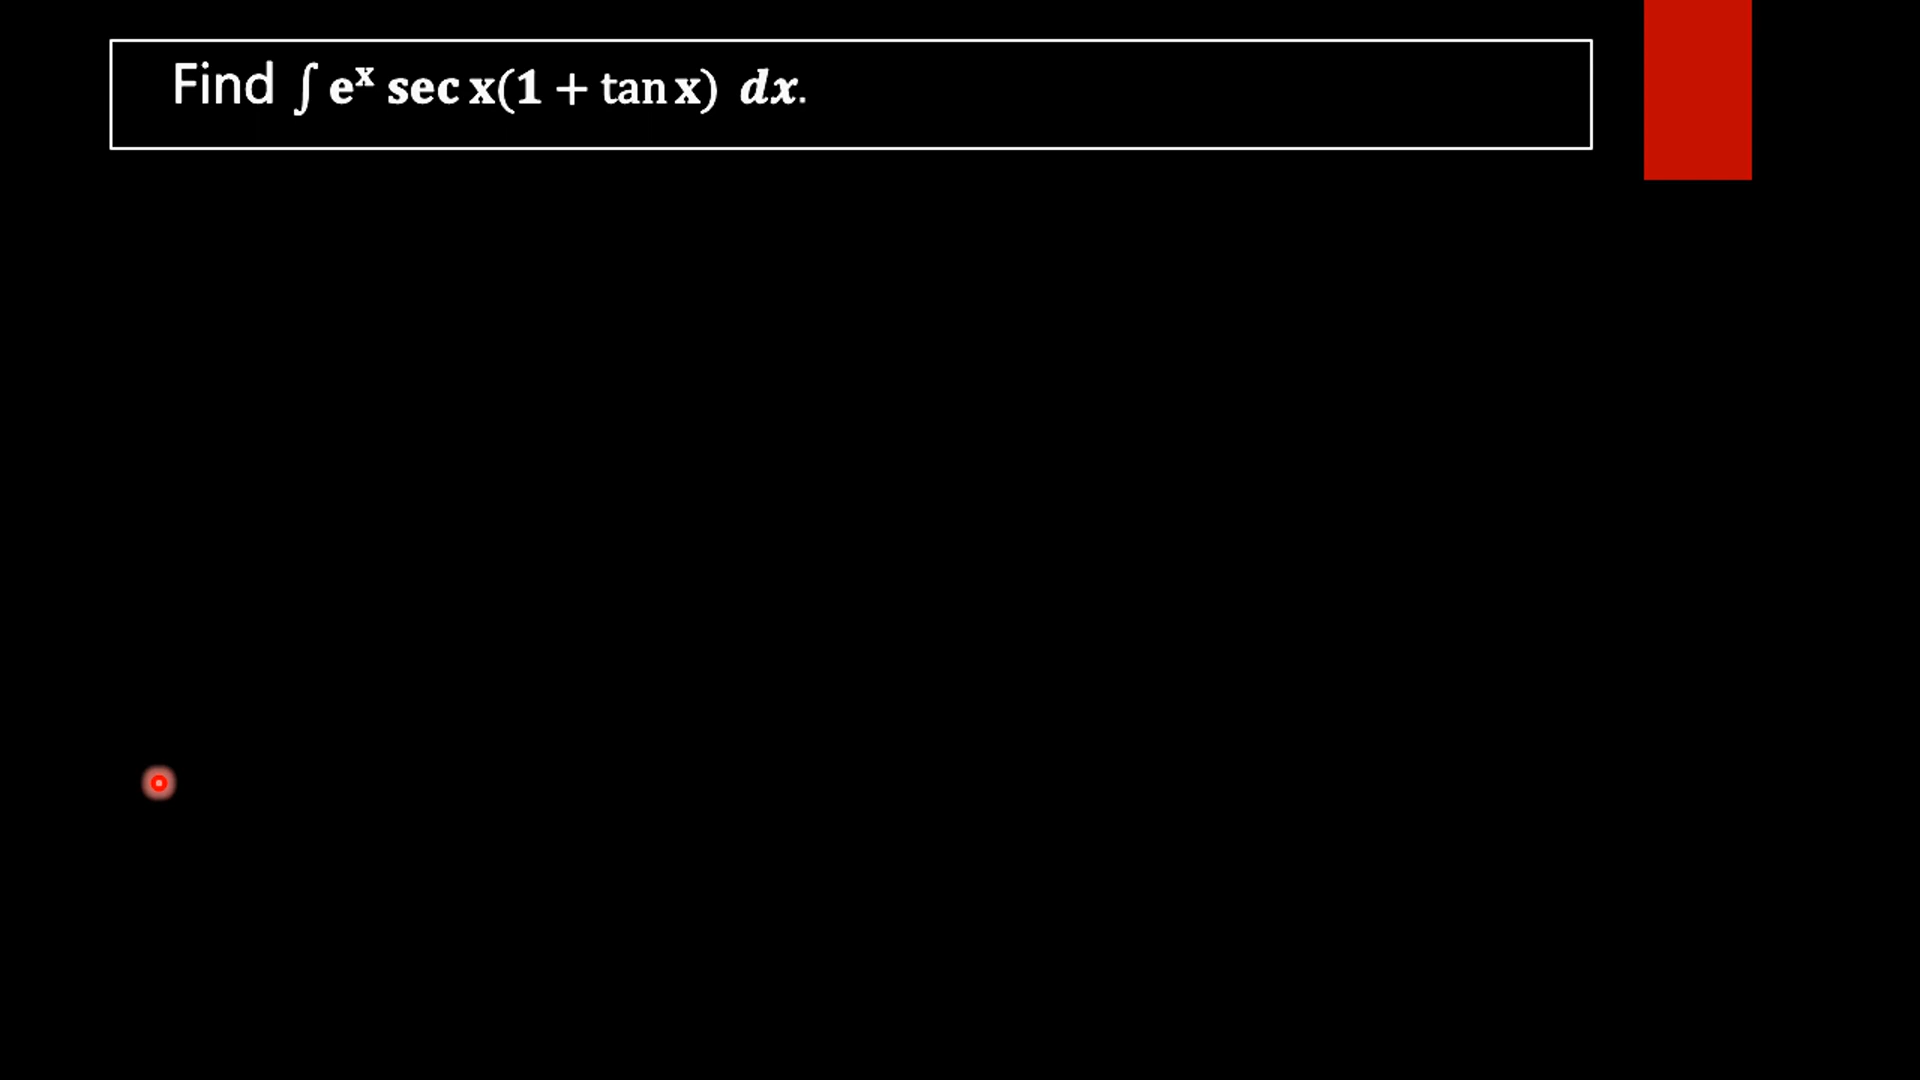 Find ∫ eˣ sec x(1 + tan x) dx.